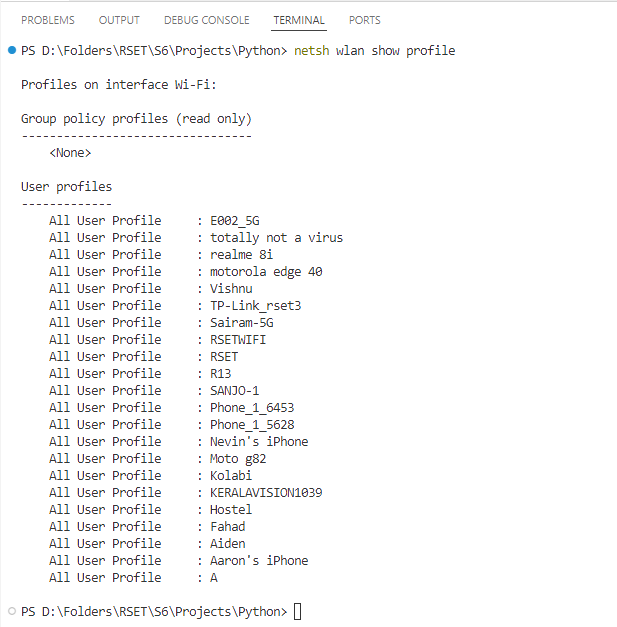 PROBLEMS OUTPUT DEBUG CONSOLE TERMINAL PORTS
PS D:\Folders\RSET\S6\Projects\Python> netsh wlan show profile
Profiles on interface Wi-Fi:
Group policy profiles (read only)
---------------------------------
    <None>
User profiles
-------------
    All User Profile     : E002_5G
    All User Profile     : totally not a virus
    All User Profile     : realme 8i
    All User Profile     : motorola edge 40
    All User Profile     : Vishnu
    All User Profile     : TP-Link_rset3
    All User Profile     : Sairam-5G
    All User Profile     : RSETWIFI
    All User Profile     : RSET
    All User Profile     : R13
    All User Profile     : SANJO-1
    All User Profile     : Phone_1_6453
    All User Profile     : Phone_1_5628
    All User Profile     : Nevin's iPhone
    All User Profile     : Moto g82
    All User Profile     : Kolabi
    All User Profile     : KERALAVISION1039
    All User Profile     : Hostel
    All User Profile     : Fahad
    All User Profile     : Aiden
    All User Profile     : Aaron's iPhone
    All User Profile     : A
PS D:\Folders\RSET\S6\Projects\Python>